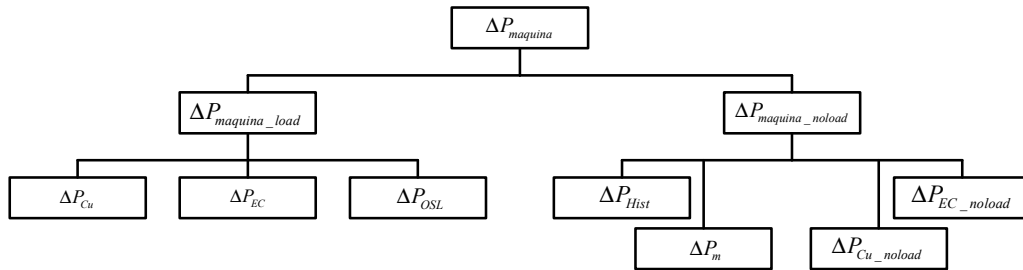 ΔP_maquina
ΔP_maquina_load
ΔP_maquina_noload
ΔP_Cu
ΔP_EC
ΔP_OSL
ΔP_Hist
ΔP_EC_noload
ΔP_m
ΔP_Cu_noload